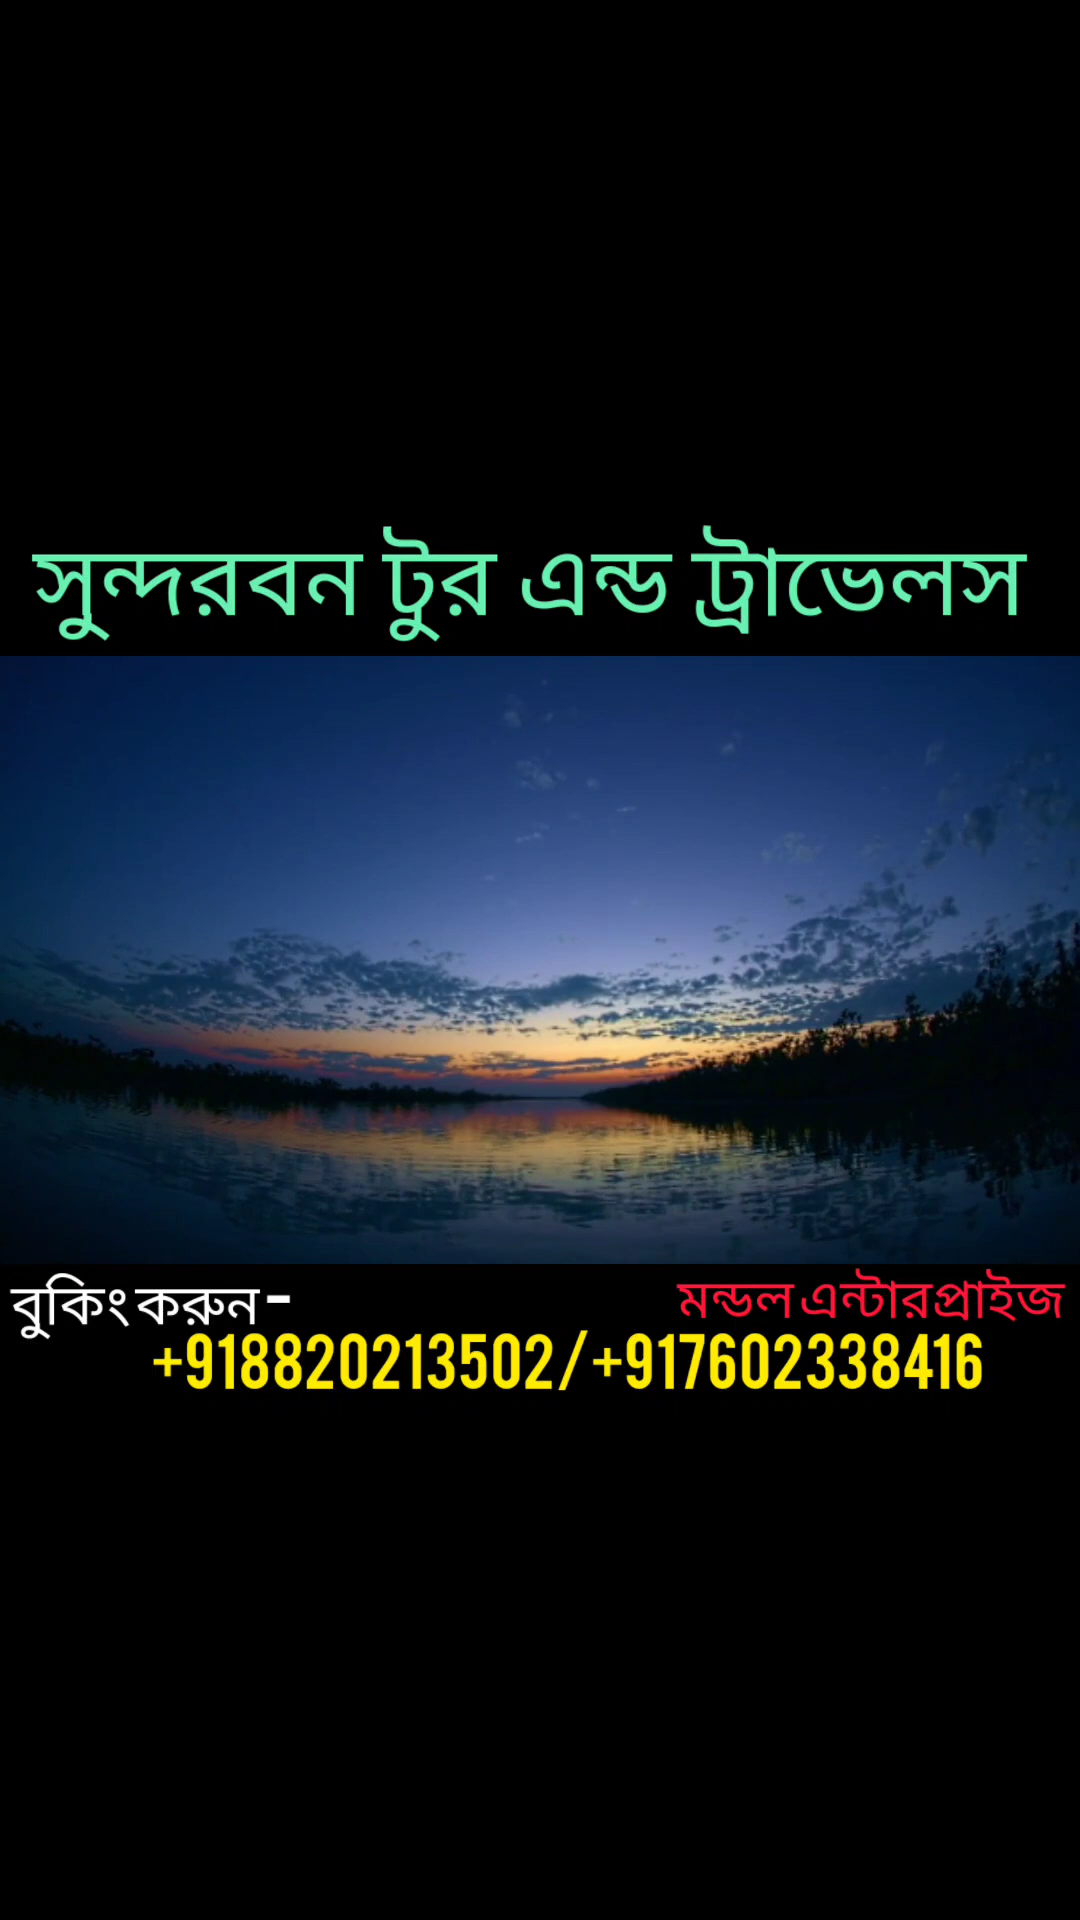 সুন্দরবন টুর এন্ড ট্রাভেলস
বুকিং করুন- মন্ডল এন্টারপ্রাইজ
+918820213502/+917602338416